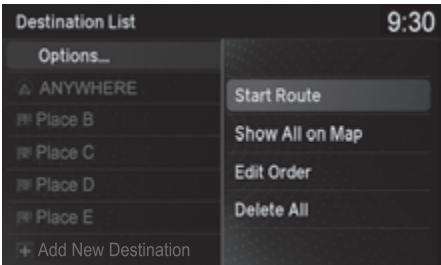 Destination List
9:30
Options...
ANYWHERE
Place B
Place C
Place D
Place E
Add New Destination
Start Route
Show All on Map
Edit Order
Delete All